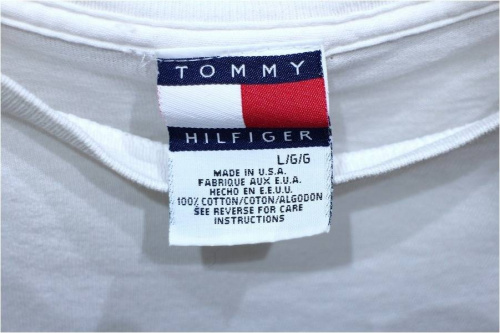 TOMMY
HILFIGER
L/G/G
MADE IN U.S.A.
FABRIQUE AUX E.U.A.
HECHO EN E.E.U.U.
100% COTTON/COTON/ALGODON
SEE REVERSE FOR CARE
INSTRUCTIONS